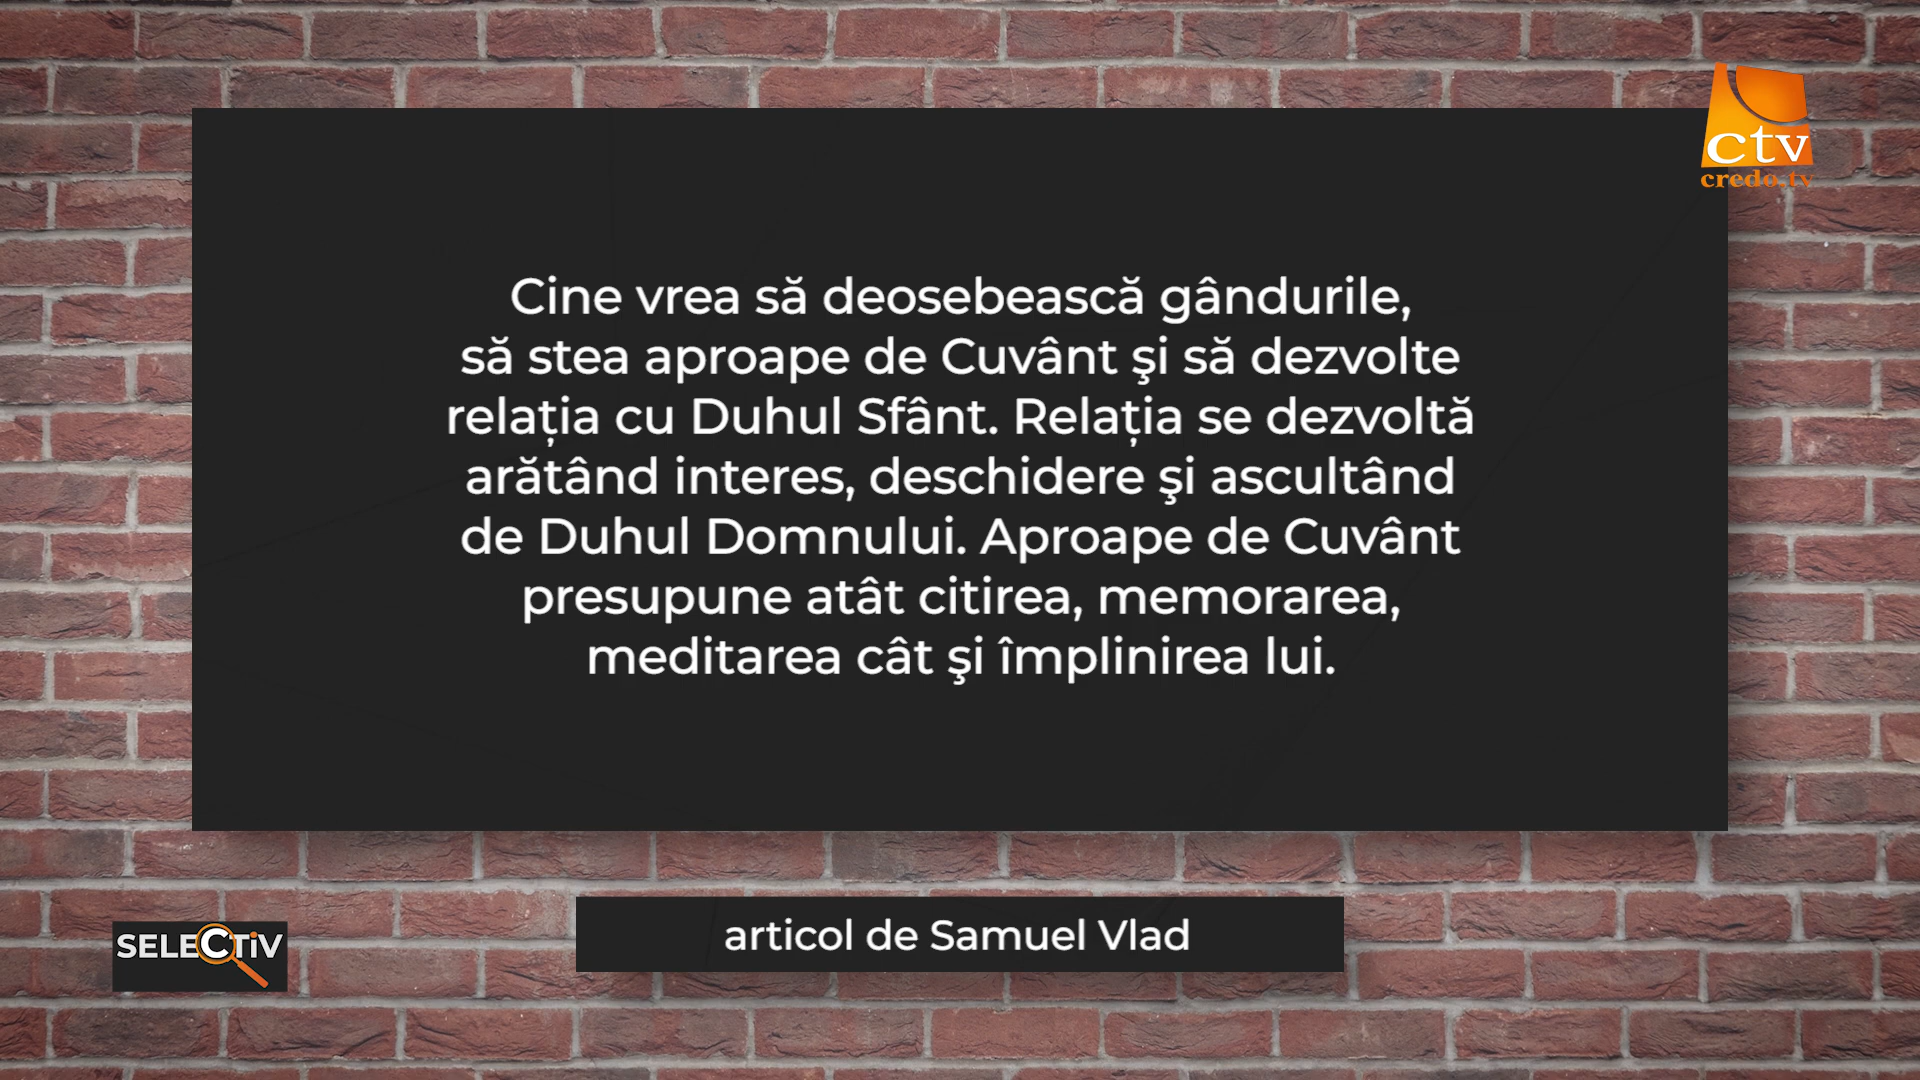 ctv
credo.tv
Cine vrea să deosebească gândurile,
să stea aproape de Cuvânt şi să dezvolte
relația cu Duhul Sfânt. Relația se dezvoltă
arătând interes, deschidere şi ascultând
de Duhul Domnului. Aproape de Cuvânt
presupune atât citirea, memorarea,
meditarea cât şi împlinirea lui.
articol de Samuel Vlad
SELECTiV